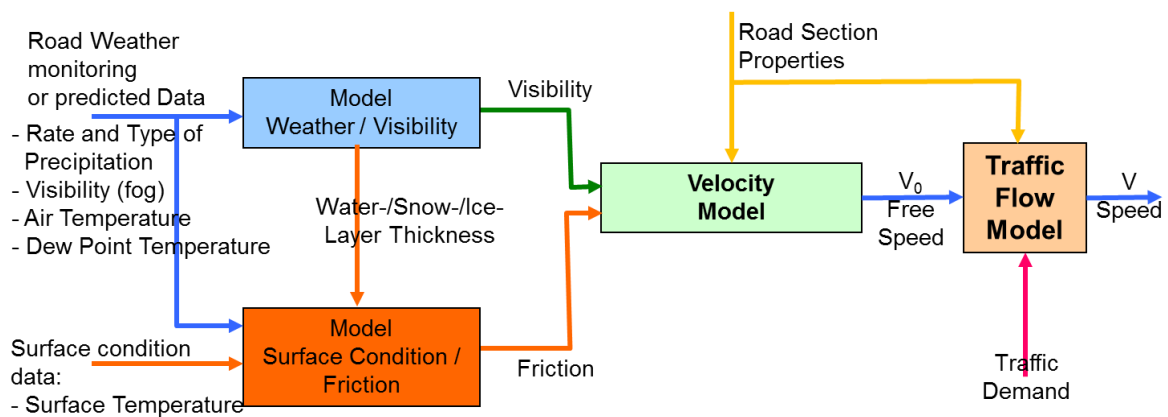 Road Weather
monitoring
or predicted Data
- Rate and Type of
Precipitation
- Visibility (fog)
- Air Temperature
- Dew Point Temperature
Surface condition
data:
- Surface Temperature
Model
Weather / Visibility
Water-/Snow-/Ice-
Layer Thickness
Model
Surface Condition /
Friction
Visibility
Friction
Road Section
Properties
Velocity
Model
V₀
Free
Speed
Traffic
Flow
Model
V
Speed
Traffic
Demand